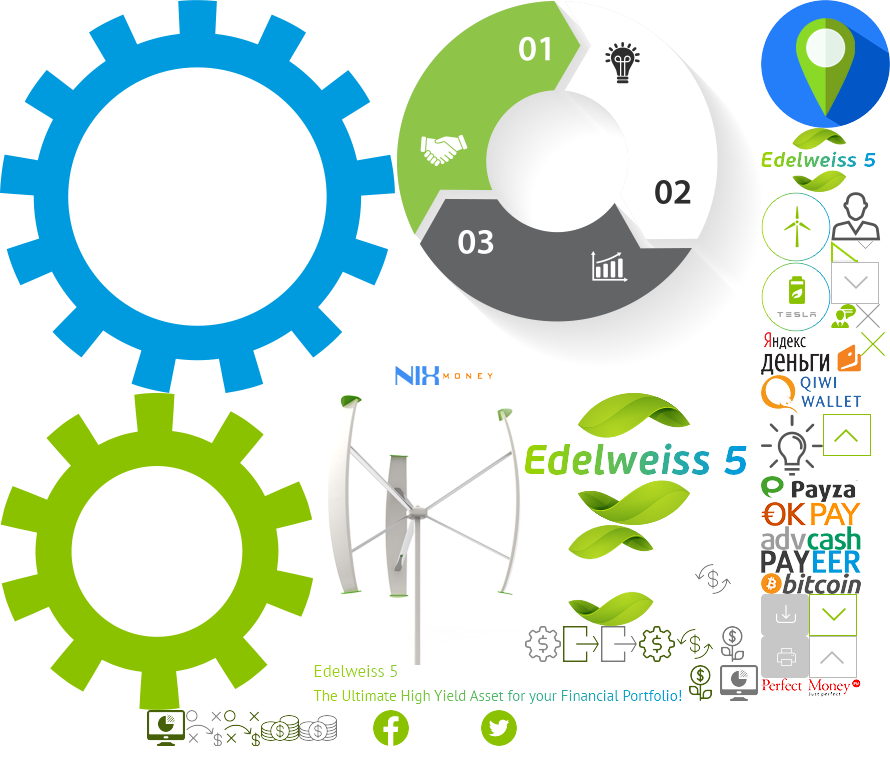 01
02
03
Edelweiss 5
TESLA
Яндекс
деньги
QIWI
WALLET
NIX MONEY
Edelweiss 5
Payza
OKPAY
advcash
PAYEER
bitcoin
Perfect Money
Edelweiss 5
The Ultimate High Yield Asset for your Financial Portfolio!